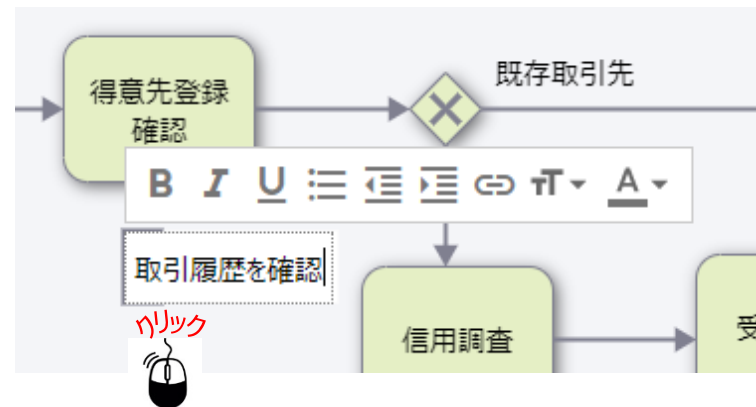 得意先登録
確認
既存取引先
B I U T T A
取引履歴を確認
クリック
信用調査
受